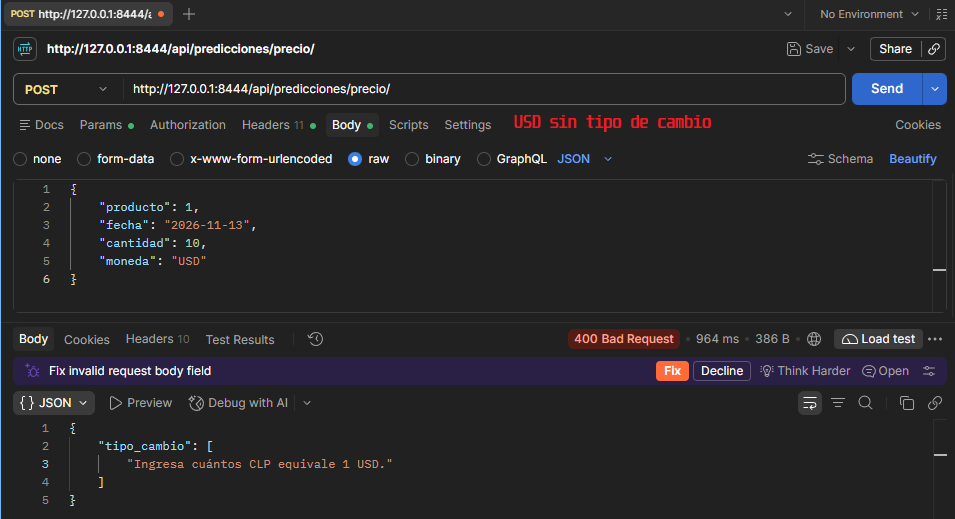 POST http://127.0.0.1:8444/a
No Environment
HTTP http://127.0.0.1:8444/api/predicciones/precio/
Save
Share
POST
http://127.0.0.1:8444/api/predicciones/precio/
Send
Docs Params Authorization Headers 11 Body Scripts Settings
USD sin tipo de cambio
Cookies
none form-data x-www-form-urlencoded raw binary GraphQL JSON
Schema Beautify
1 {
2 "producto": 1,
3 "fecha": "2026-11-13",
4 "cantidad": 10,
5 "moneda": "USD"
6 }
Body Cookies Headers 10 Test Results
400 Bad Request • 964 ms • 386 B
Load test
Fix invalid request body field
Fix Decline Think Harder Open
{} JSON Preview Debug with AI
1 {
2 "tipo_cambio": [
3 "Ingresa cuántos CLP equivale 1 USD."
4 ]
5 }